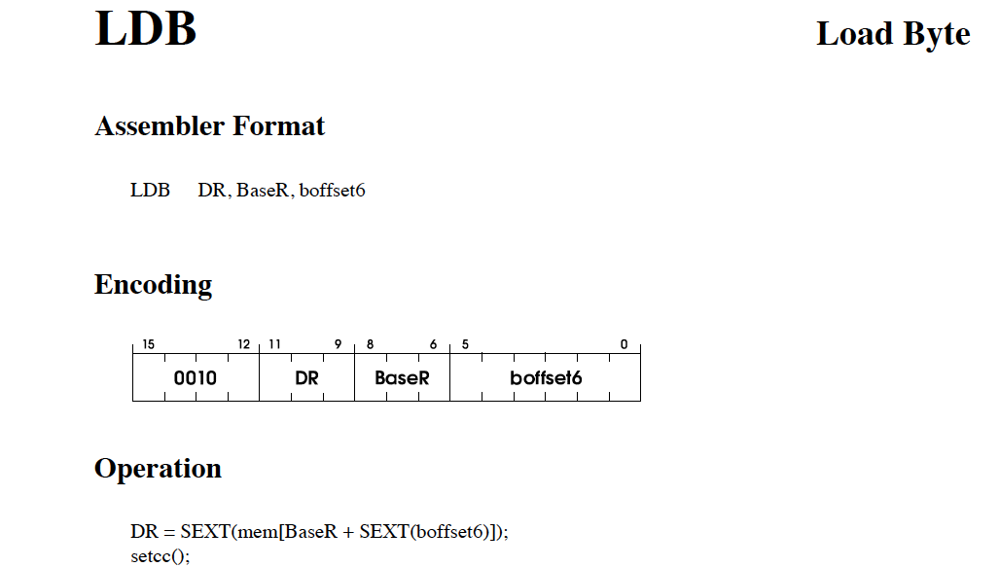 LDB Load Byte
Assembler Format
LDB DR, BaseR, boffset6
Encoding
15 12 11 9 8 6 5 0
0010 DR BaseR boffset6
Operation
DR = SEXT(mem[BaseR + SEXT(boffset6)]);
setcc();